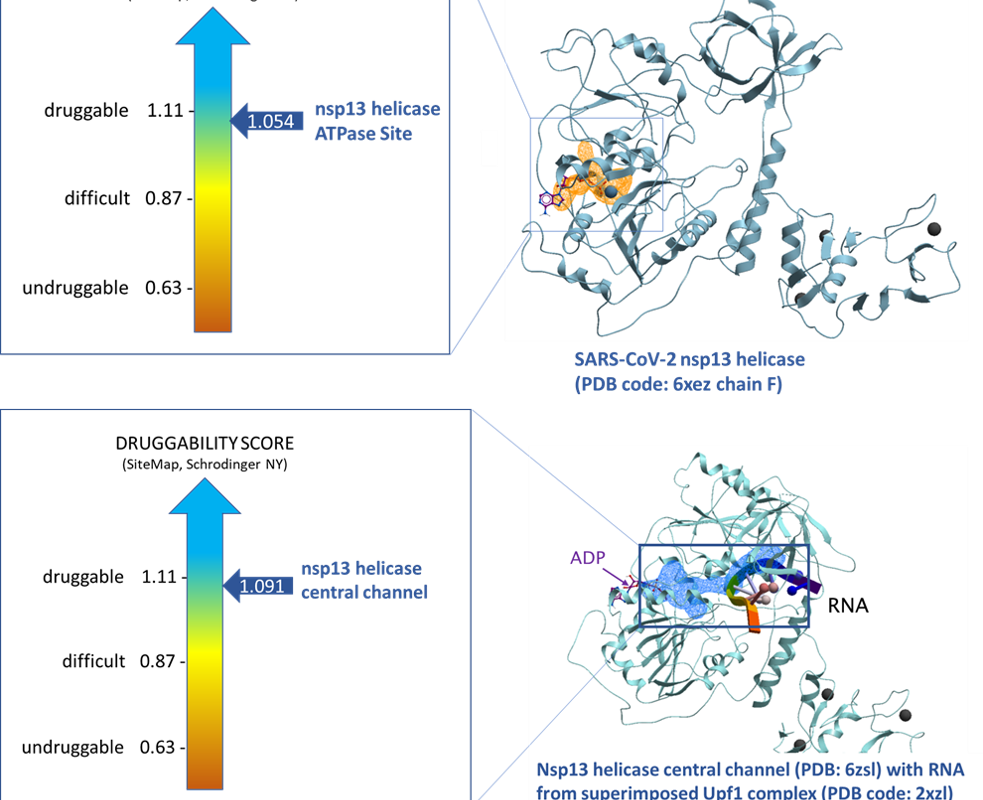 druggable 1.11 -
1.054
nsp13 helicase
ATPase Site
difficult 0.87 -
undruggable 0.63 -
SARS-CoV-2 nsp13 helicase
(PDB code: 6xez chain F)
DRUGGABILITY SCORE
(SiteMap, Schrodinger NY)
druggable 1.11 -
1.091
nsp13 helicase
central channel
difficult 0.87 -
undruggable 0.63 -
ADP
RNA
Nsp13 helicase central channel (PDB: 6zsl) with RNA
from superimposed Upf1 complex (PDB code: 2xzl)